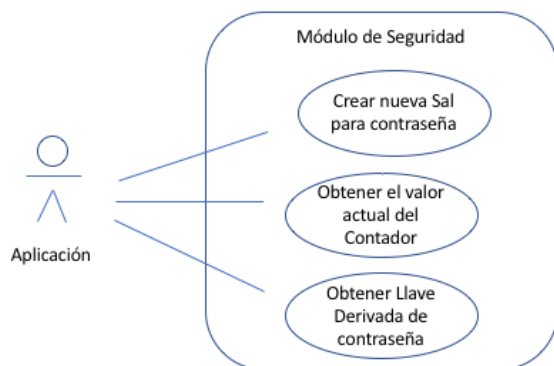 Módulo de Seguridad
Crear nueva Sal
para contraseña
Obtener el valor
actual del
Contador
Aplicación
Obtener Llave
Derivada de
contraseña